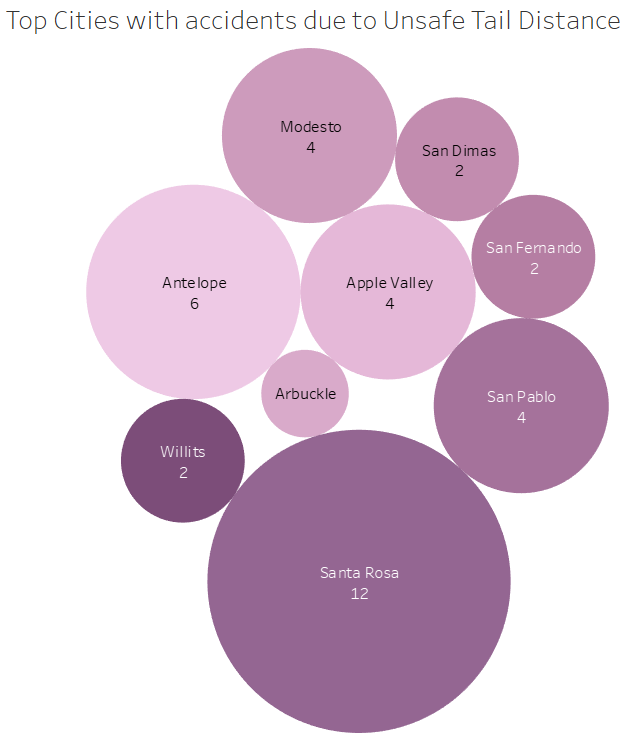 Top Cities with accidents due to Unsafe Tail Distance
Modesto
4
San Dimas
2
San Fernando
2
Antelope
6
Apple Valley
4
Arbuckle
San Pablo
4
Willits
2
Santa Rosa
12